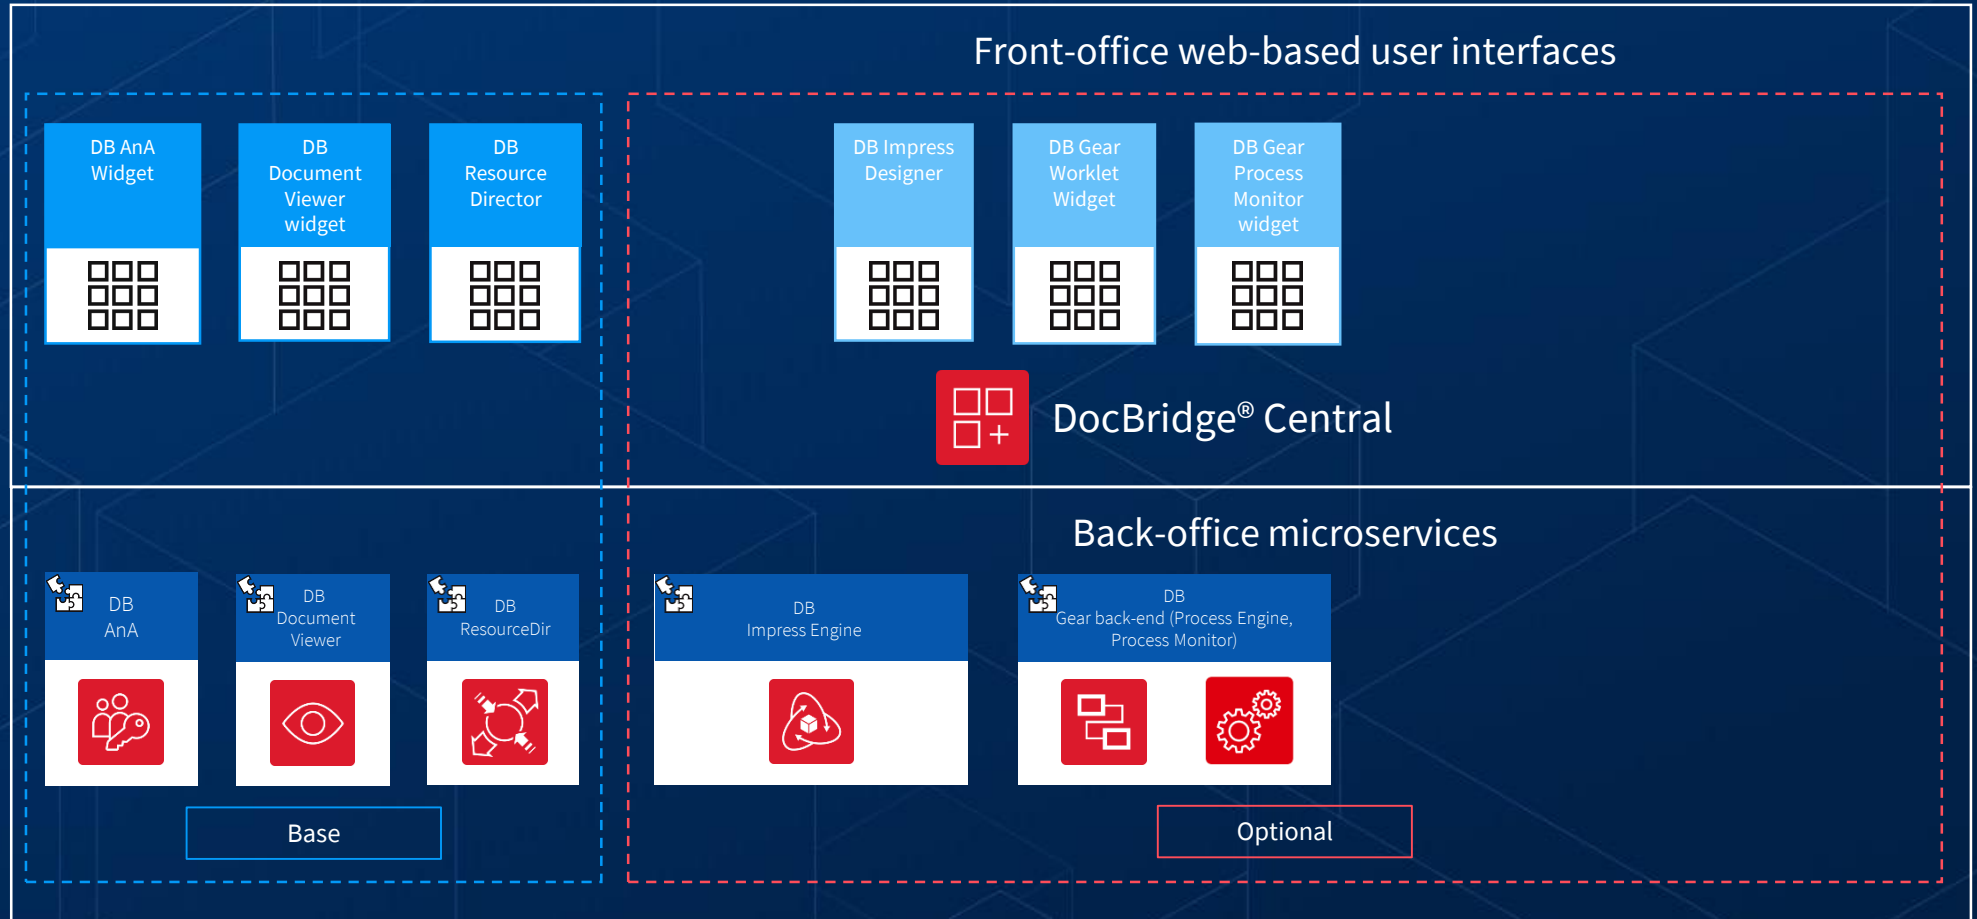 Front-office web-based user interfaces
DB AnA
Widget
DB
Document
Viewer
widget
DB
Resource
Director
DB Impress
Designer
DB Gear
Worklet
Widget
DB Gear
Process
Monitor
widget
DocBridge® Central
Back-office microservices
DB
AnA
DB
Document
Viewer
DB
ResourceDir
DB
Impress Engine
DB
Gear back-end (Process Engine,
Process Monitor)
Base
Optional